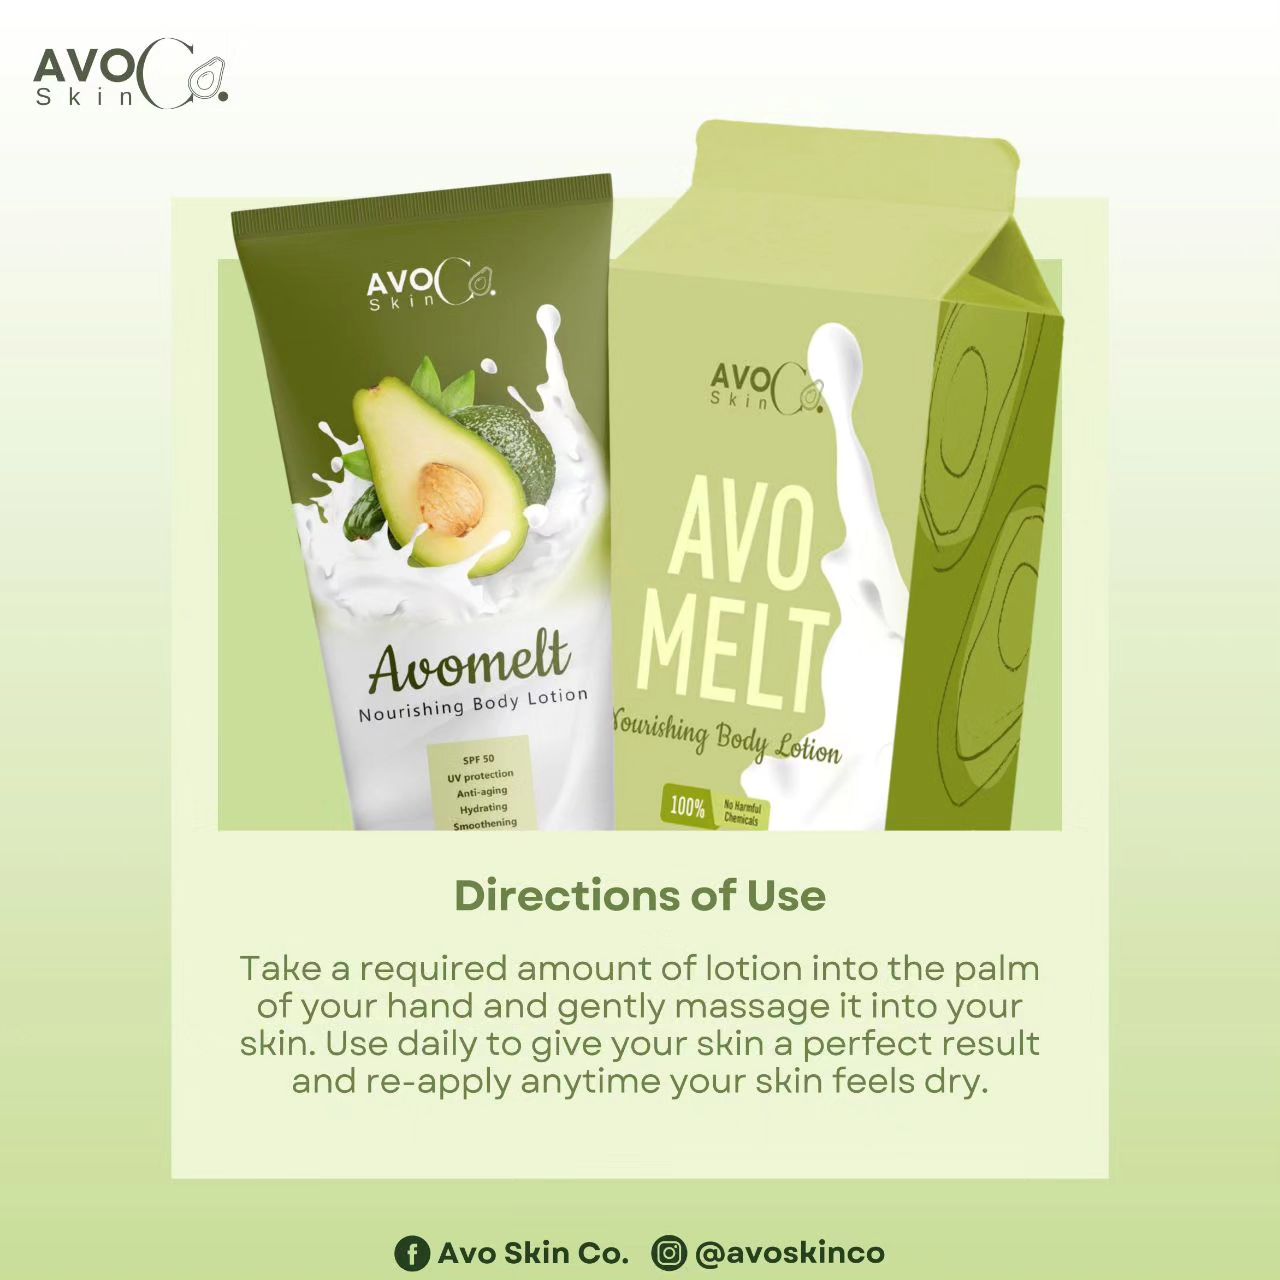 AVO Co.
Skin
AVO Co.
Skin
Avomelt
Nourishing Body Lotion
SPF 50
UV protection
Anti-aging
Hydrating
Smoothening
AVO Co.
Skin
AVO
MELT
Nourishing Body Lotion
100%
No Harmful
Chemicals
Directions of Use
Take a required amount of lotion into the palm
of your hand and gently massage it into your
skin. Use daily to give your skin a perfect result
and re-apply anytime your skin feels dry.
Avo Skin Co. @avoskinco